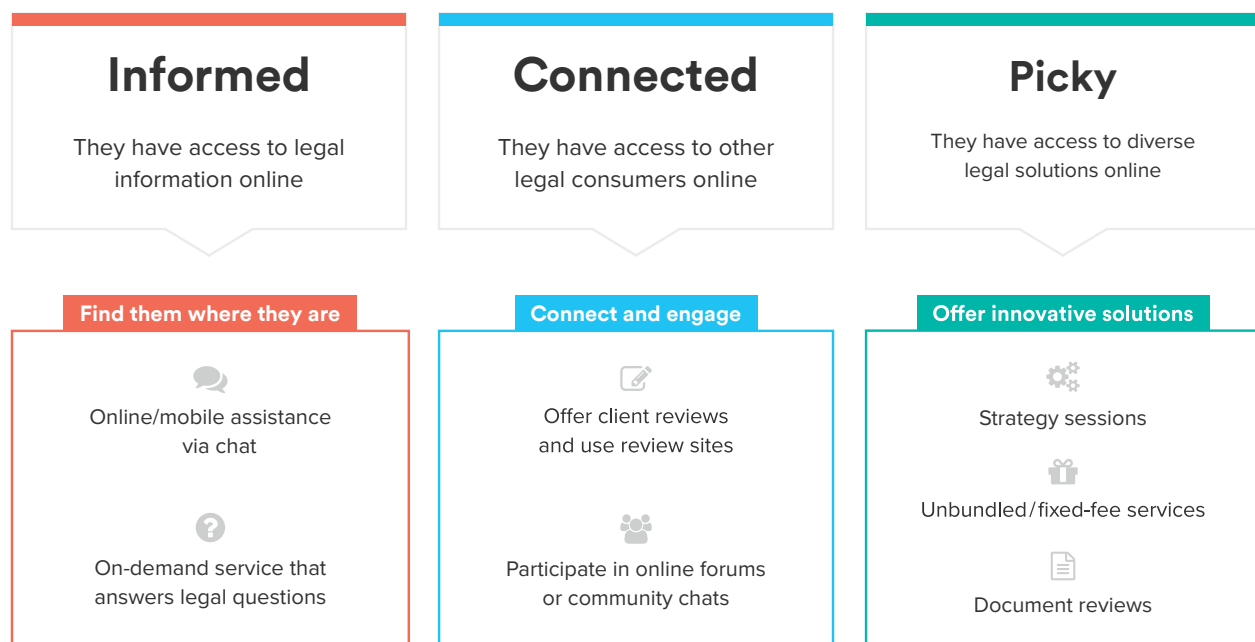 Informed
They have access to legal
information online
Connected
They have access to other
legal consumers online
Picky
They have access to diverse
legal solutions online
Find them where they are
Online/mobile assistance
via chat
On-demand service that
answers legal questions
Connect and engage
Offer client reviews
and use review sites
Participate in online forums
or community chats
Offer innovative solutions
Strategy sessions
Unbundled/fixed-fee services
Document reviews